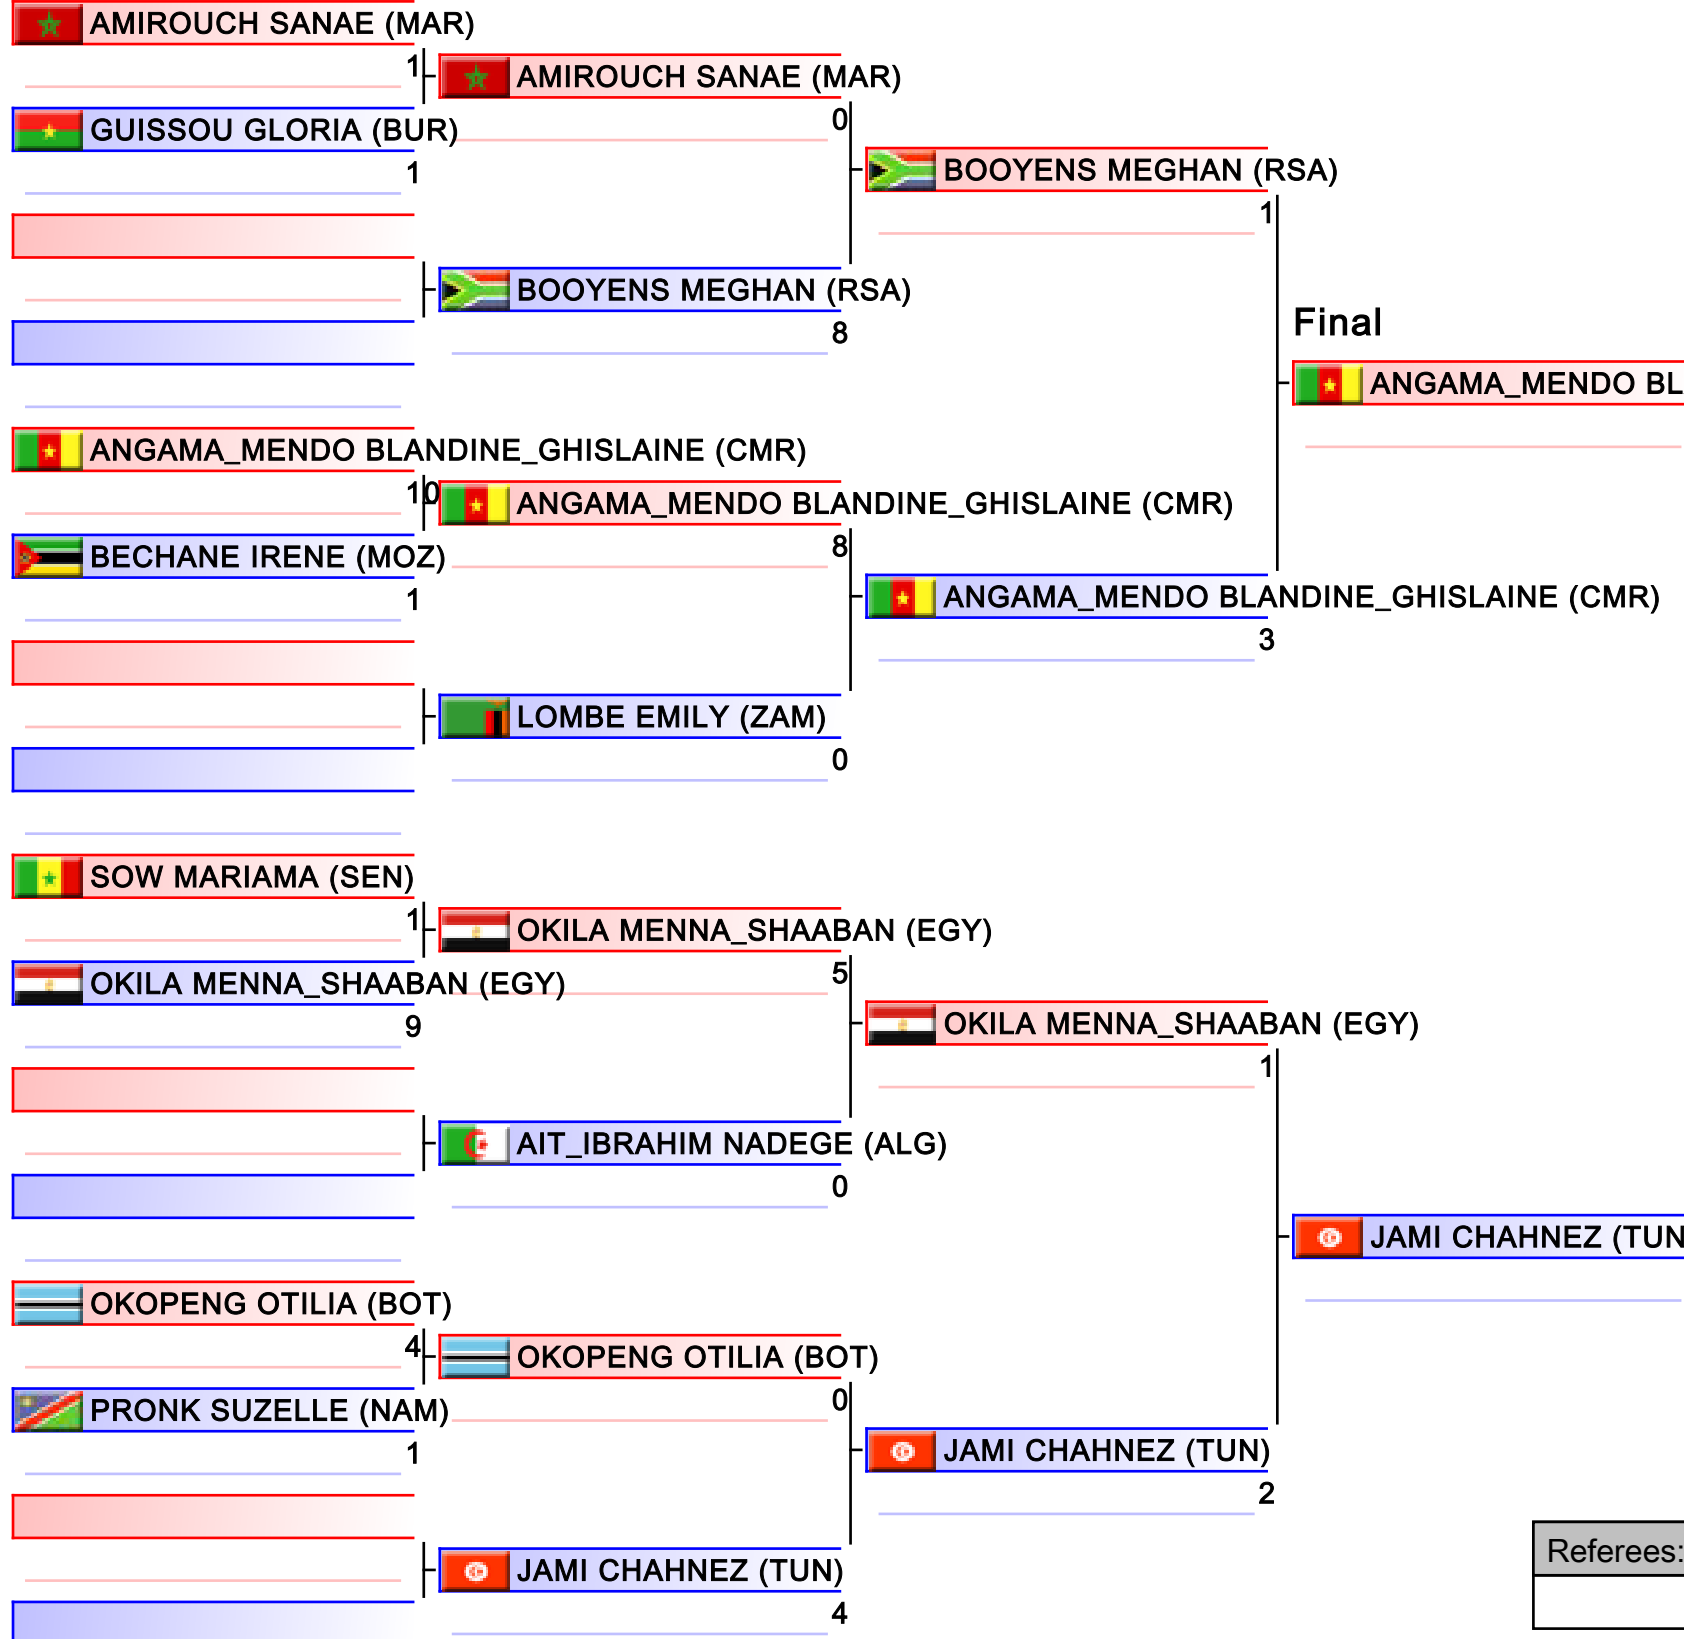 AMIROUCH SANAE (MAR)
1
GUISSOU GLORIA (BUR)
1
ANGAMA_MENDO BLANDINE_GHISLAINE (CMR)
10
BECHANE IRENE (MOZ)
1
SOW MARIAMA (SEN)
1
OKILA MENNA_SHAABAN (EGY)
9
OKOPENG OTILIA (BOT)
4
PRONK SUZELLE (NAM)
1
AMIROUCH SANAE (MAR)
0
BOOYENS MEGHAN (RSA)
8
ANGAMA_MENDO BLANDINE_GHISLAINE (CMR)
8
LOMBE EMILY (ZAM)
0
OKILA MENNA_SHAABAN (EGY)
5
AIT_IBRAHIM NADEGE (ALG)
0
OKOPENG OTILIA (BOT)
0
JAMI CHAHNEZ (TUN)
4
BOOYENS MEGHAN (RSA)
1
ANGAMA_MENDO BLANDINE_GHISLAINE (CMR)
3
OKILA MENNA_SHAABAN (EGY)
1
JAMI CHAHNEZ (TUN)
2
Final
ANGAMA_MENDO BL
JAMI CHAHNEZ (TUN
Referees: